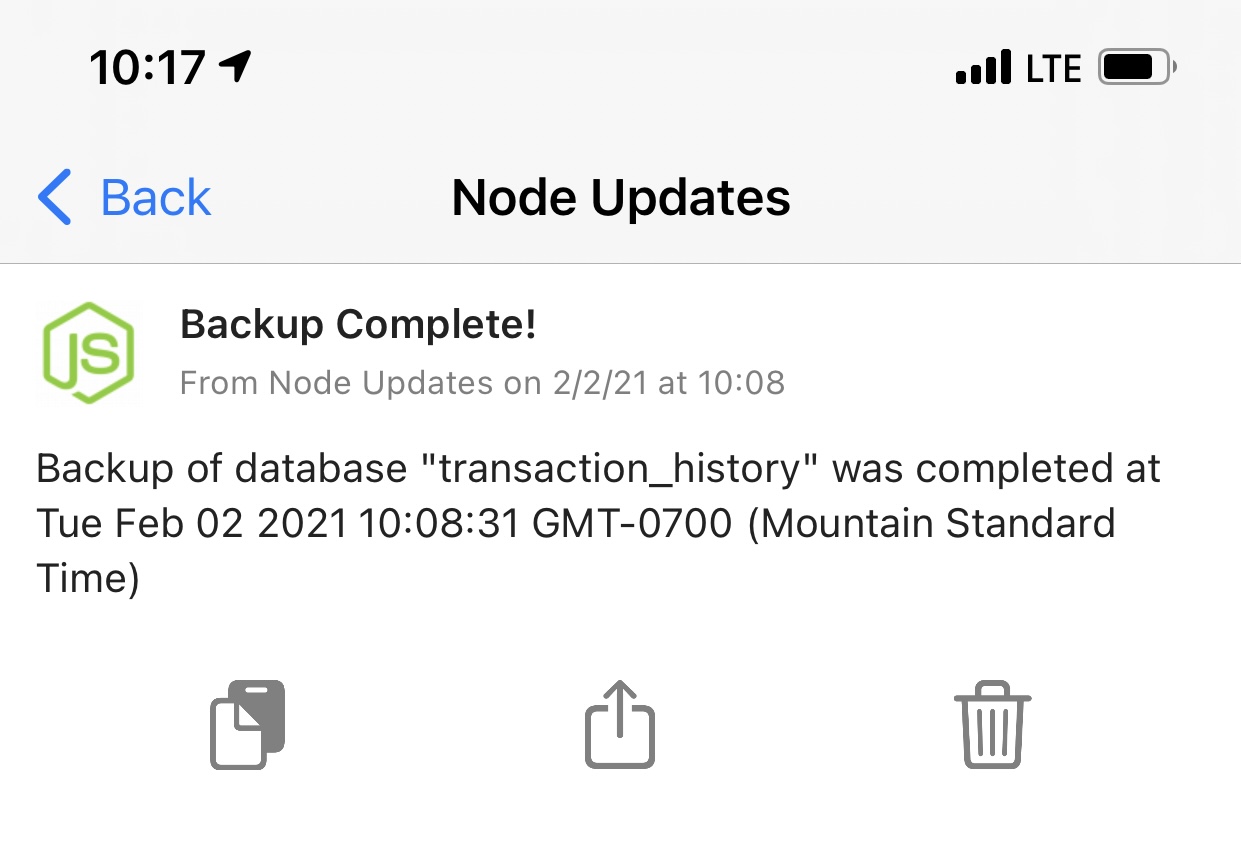 10:17 LTE
Back Node Updates
JS
Backup Complete!
From Node Updates on 2/2/21 at 10:08
Backup of database "transaction_history" was completed at
Tue Feb 02 2021 10:08:31 GMT-0700 (Mountain Standard
Time)